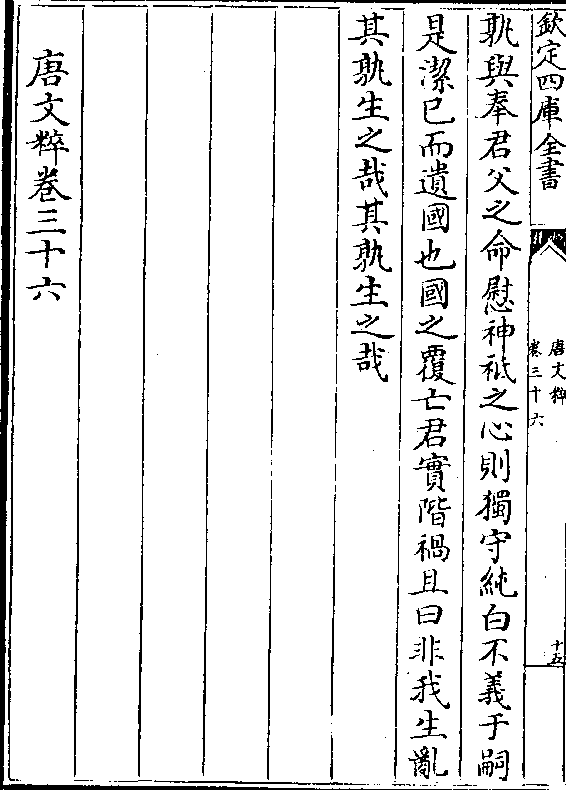 欽定四庫全書
唐文粹
卷三十六
十五
孰與奉君父之命慰神祗之心則獨守純白不義于嗣
是潔已而遺國也國之覆亡君實階禍且曰非我生亂
其孰生之哉其孰生之哉
唐文粹卷三十六